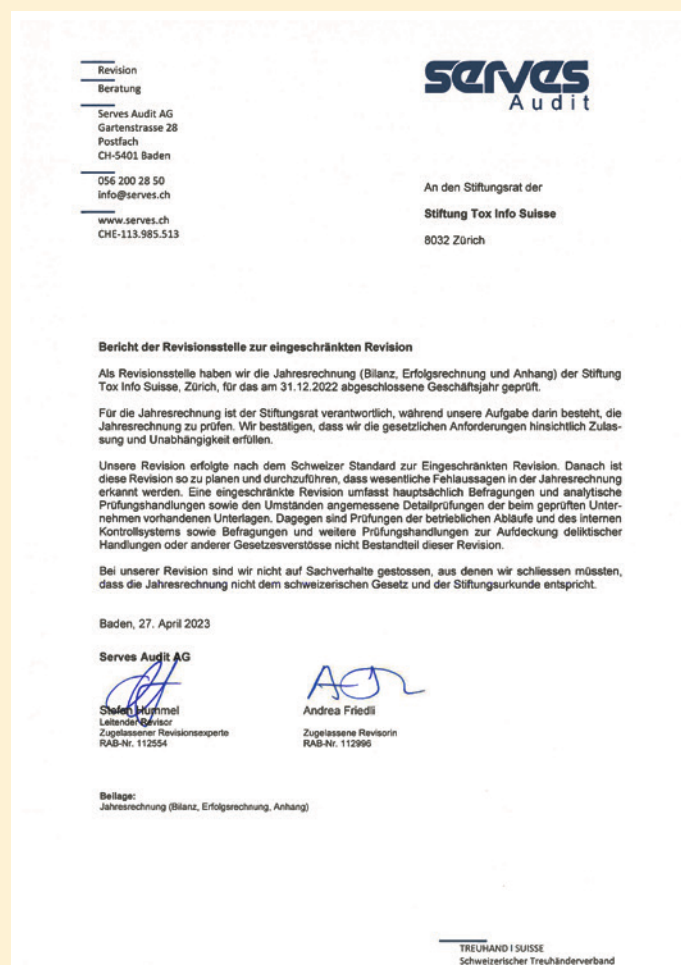 Revision
Beratung
Serves Audit AG
Gartenstrasse 28
Postfach
CH-5401 Baden
056 200 28 50
info@serves.ch
www.serves.ch
CHE-113.985.513
serves
Audit
An den Stiftungsrat der
Stiftung Tox Info Suisse
8032 Zürich
Bericht der Revisionsstelle zur eingeschränkten Revision
Als Revisionsstelle haben wir die Jahresrechnung (Bilanz, Erfolgsrechnung und Anhang) der Stiftung
Tox Info Suisse, Zürich, für das am 31.12.2022 abgeschlossene Geschäftsjahr geprüft.
Für die Jahresrechnung ist der Stiftungsrat verantwortlich, während unsere Aufgabe darin besteht, die
Jahresrechnung zu prüfen. Wir bestätigen, dass wir die gesetzlichen Anforderungen hinsichtlich Zulas-
sung und Unabhängigkeit erfüllen.
Unsere Revision erfolgte nach dem Schweizer Standard zur Eingeschränkten Revision. Danach ist
diese Revision so zu planen und durchzuführen, dass wesentliche Fehlaussagen in der Jahresrechnung
erkannt werden. Eine eingeschränkte Revision umfasst hauptsächlich Befragungen und analytische
Prüfungshandlungen sowie den Umständen angemessene Detailprüfungen der beim geprüften Unter-
nehmen vorhandenen Unterlagen. Dagegen sind Prüfungen der betrieblichen Abläufe und des internen
Kontrollsystems sowie Befragungen und weitere Prüfungshandlungen zur Aufdeckung deliktischer
Handlungen oder anderer Gesetzesverstösse nicht Bestandteil dieser Revision.
Bei unserer Revision sind wir nicht auf Sachverhalte gestossen, aus denen wir schliessen müssten,
dass die Jahresrechnung nicht dem schweizerischen Gesetz und der Stiftungsurkunde entspricht.
Baden, 27. April 2023
Serves Audit AG
Stefan Hummel
Leitender Revisor
Zugelassener Revisionsexperte
RAB-Nr. 112554
Andrea Friedli
Zugelassene Revisorin
RAB-Nr. 112996
Beilage:
Jahresrechnung (Bilanz, Erfolgsrechnung, Anhang)
TREUHAND I SUISSE
Schweizerischer Treuhänderverband